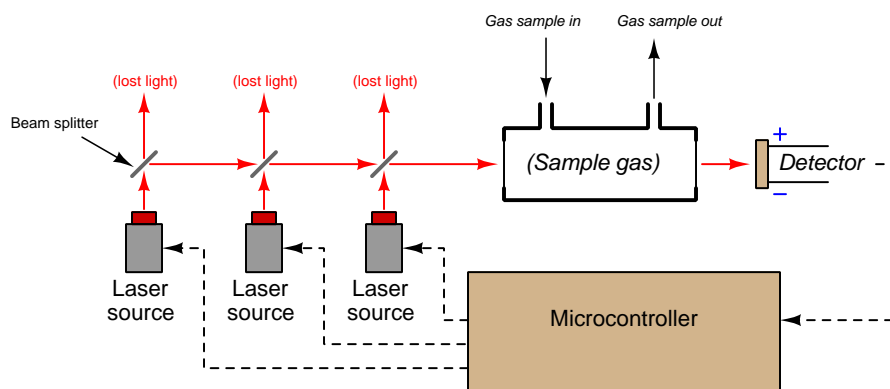 Gas sample in
Gas sample out
(lost light)
(lost light)
(lost light)
Beam splitter
(Sample gas)
+
Detector
−
Laser
source
Laser
source
Laser
source
Microcontroller